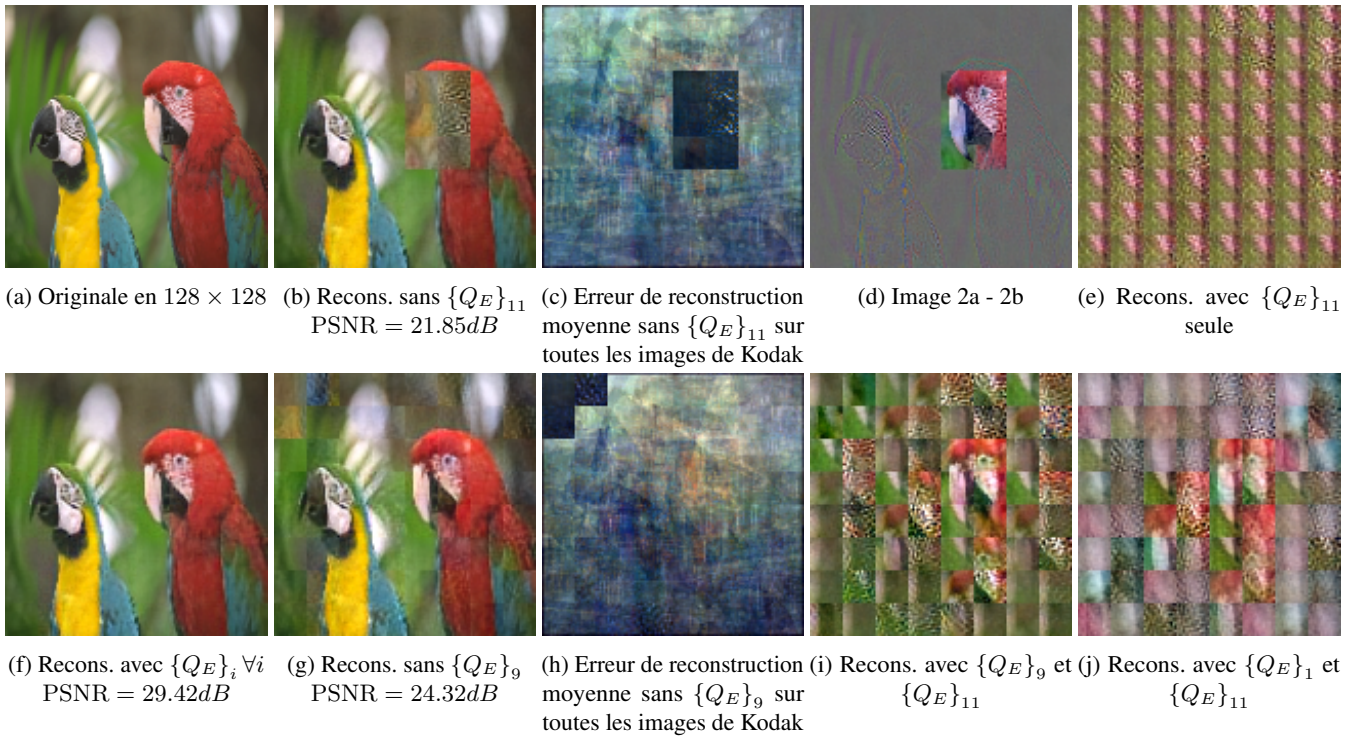 (a) Originale en 128 × 128
(b) Recons. sans {Q_E}_11
PSNR = 21.85dB
(c) Erreur de reconstruction
moyenne sans {Q_E}_11 sur
toutes les images de Kodak
(d) Image 2a - 2b
(e) Recons. avec {Q_E}_11
seule
(f) Recons. avec {Q_E}_i ∀i
PSNR = 29.42dB
(g) Recons. sans {Q_E}_9
PSNR = 24.32dB
(h) Erreur de reconstruction
moyenne sans {Q_E}_9 sur
toutes les images de Kodak
(i) Recons. avec {Q_E}_9 et
{Q_E}_11
(j) Recons. avec {Q_E}_1 et
{Q_E}_11